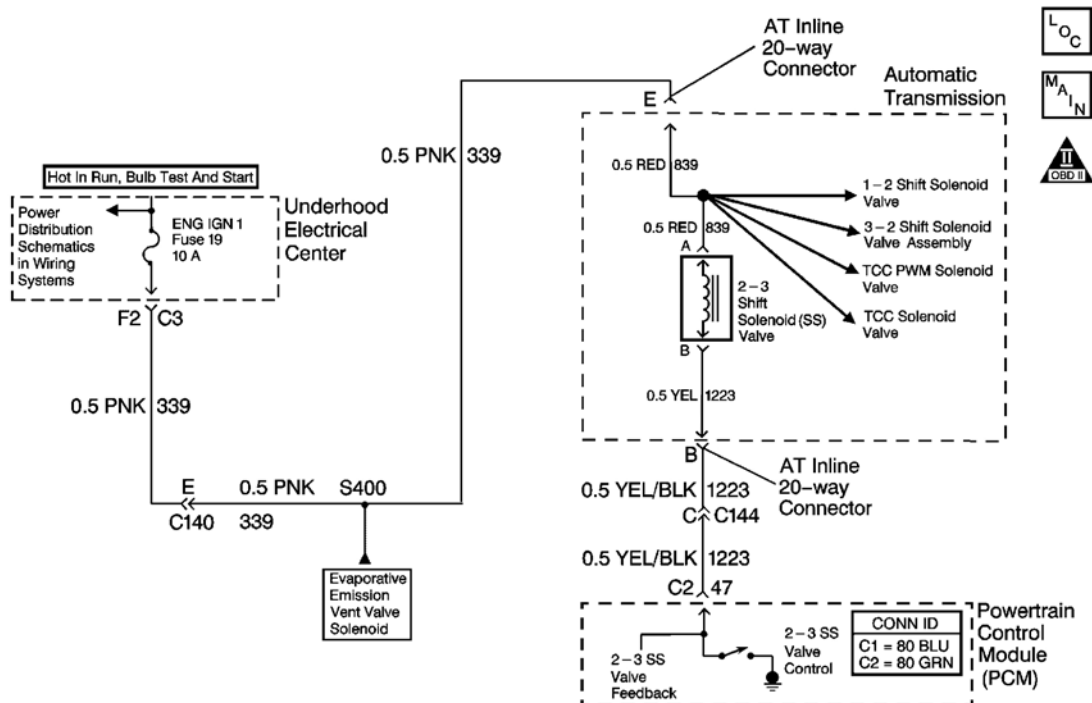 AT Inline
20-way
Connector
L
O
C
M
A
I
N
II
OBD II
Automatic
Transmission
E
0.5 PNK 339
0.5 RED 839
Hot In Run, Bulb Test And Start
Power
Distribution
Schematics
in Wiring
Systems
ENG IGN 1
Fuse 19
10 A
Underhood
Electrical
Center
F2 C3
0.5 PNK 339
E
C140
0.5 PNK
339
S400
Evaporative
Emission
Vent Valve
Solenoid
0.5 RED 839
A
2-3
Shift
Solenoid (SS)
Valve
B
1-2 Shift Solenoid
Valve
3-2 Shift Solenoid
Valve Assembly
TCC PWM Solenoid
Valve
TCC Solenoid
Valve
0.5 YEL 1223
B
AT Inline
20-way
Connector
0.5 YEL/BLK 1223
C C144
0.5 YEL/BLK 1223
C2 47
2-3 SS
Valve
Feedback
2-3 SS
Valve
Control
CONN ID
C1 = 80 BLU
C2 = 80 GRN
Powertrain
Control
Module
(PCM)